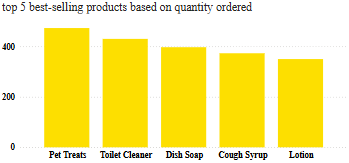 top 5 best-selling products based on quantity ordered
400
200
0
Pet Treats Toilet Cleaner Dish Soap Cough Syrup Lotion